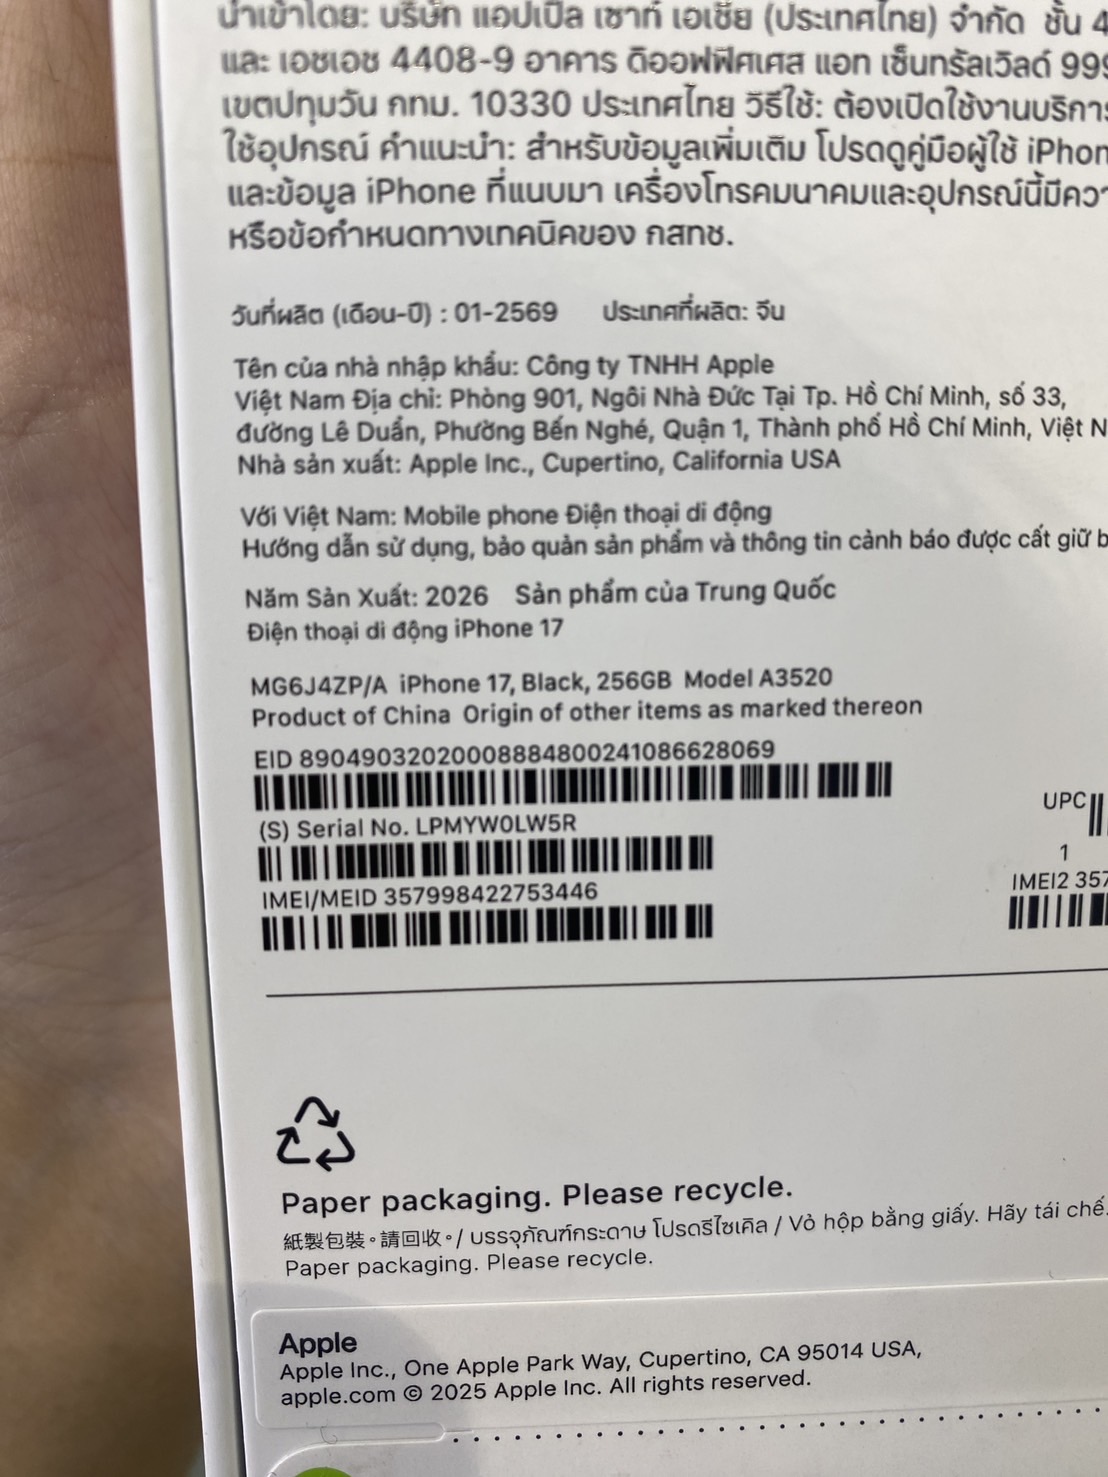 นำเข้าโดย: บริษัท แอปเปิล เซาท์ เอเชีย (ประเทศไทย) จำกัด ชั้น 4
และ เอชเอช 4408-9 อาคาร ดิออฟฟิศเศส แอท เซ็นทรัลเวิลด์ 999
เขตปทุมวัน กทม. 10330 ประเทศไทย วิธีใช้: ต้องเปิดใช้งานบริการ
ใช้อุปกรณ์ คำแนะนำ: สำหรับข้อมูลเพิ่มเติม โปรดดูคู่มือผู้ใช้ iPhon
และข้อมูล iPhone ที่แนบมา เครื่องโทรคมนาคมและอุปกรณ์นี้มีควา
หรือข้อกำหนดทางเทคนิคของ กสทช.
วันที่ผลิต (เดือน-ปี) : 01-2569 ประเทศที่ผลิต: จีน
Tên của nhà nhập khẩu: Công ty TNHH Apple
Việt Nam Địa chỉ: Phòng 901, Ngôi Nhà Đức Tại Tp. Hồ Chí Minh, số 33,
đường Lê Duẩn, Phường Bến Nghé, Quận 1, Thành phố Hồ Chí Minh, Việt N
Nhà sản xuất: Apple Inc., Cupertino, California USA
Với Việt Nam: Mobile phone Điện thoại di động
Hướng dẫn sử dụng, bảo quản sản phẩm và thông tin cảnh báo được cất giữ b
Năm Sản Xuất: 2026 Sản phẩm của Trung Quốc
Điện thoại di động iPhone 17
MG6J4ZP/A iPhone 17, Black, 256GB Model A3520
Product of China Origin of other items as marked thereon
EID 89049032020008884800241086628069
(S) Serial No. LPMYW0LW5R
UPC
1
IMEI/MEID 357998422753446
IMEI2 357
Paper packaging. Please recycle.
紙製包裝。請回收。/ บรรจุภัณฑ์กระดาษ โปรดรีไซเคิล / Vỏ hộp bằng giấy. Hãy tái chế.
Paper packaging. Please recycle.
Apple
Apple Inc., One Apple Park Way, Cupertino, CA 95014 USA,
apple.com © 2025 Apple Inc. All rights reserved.